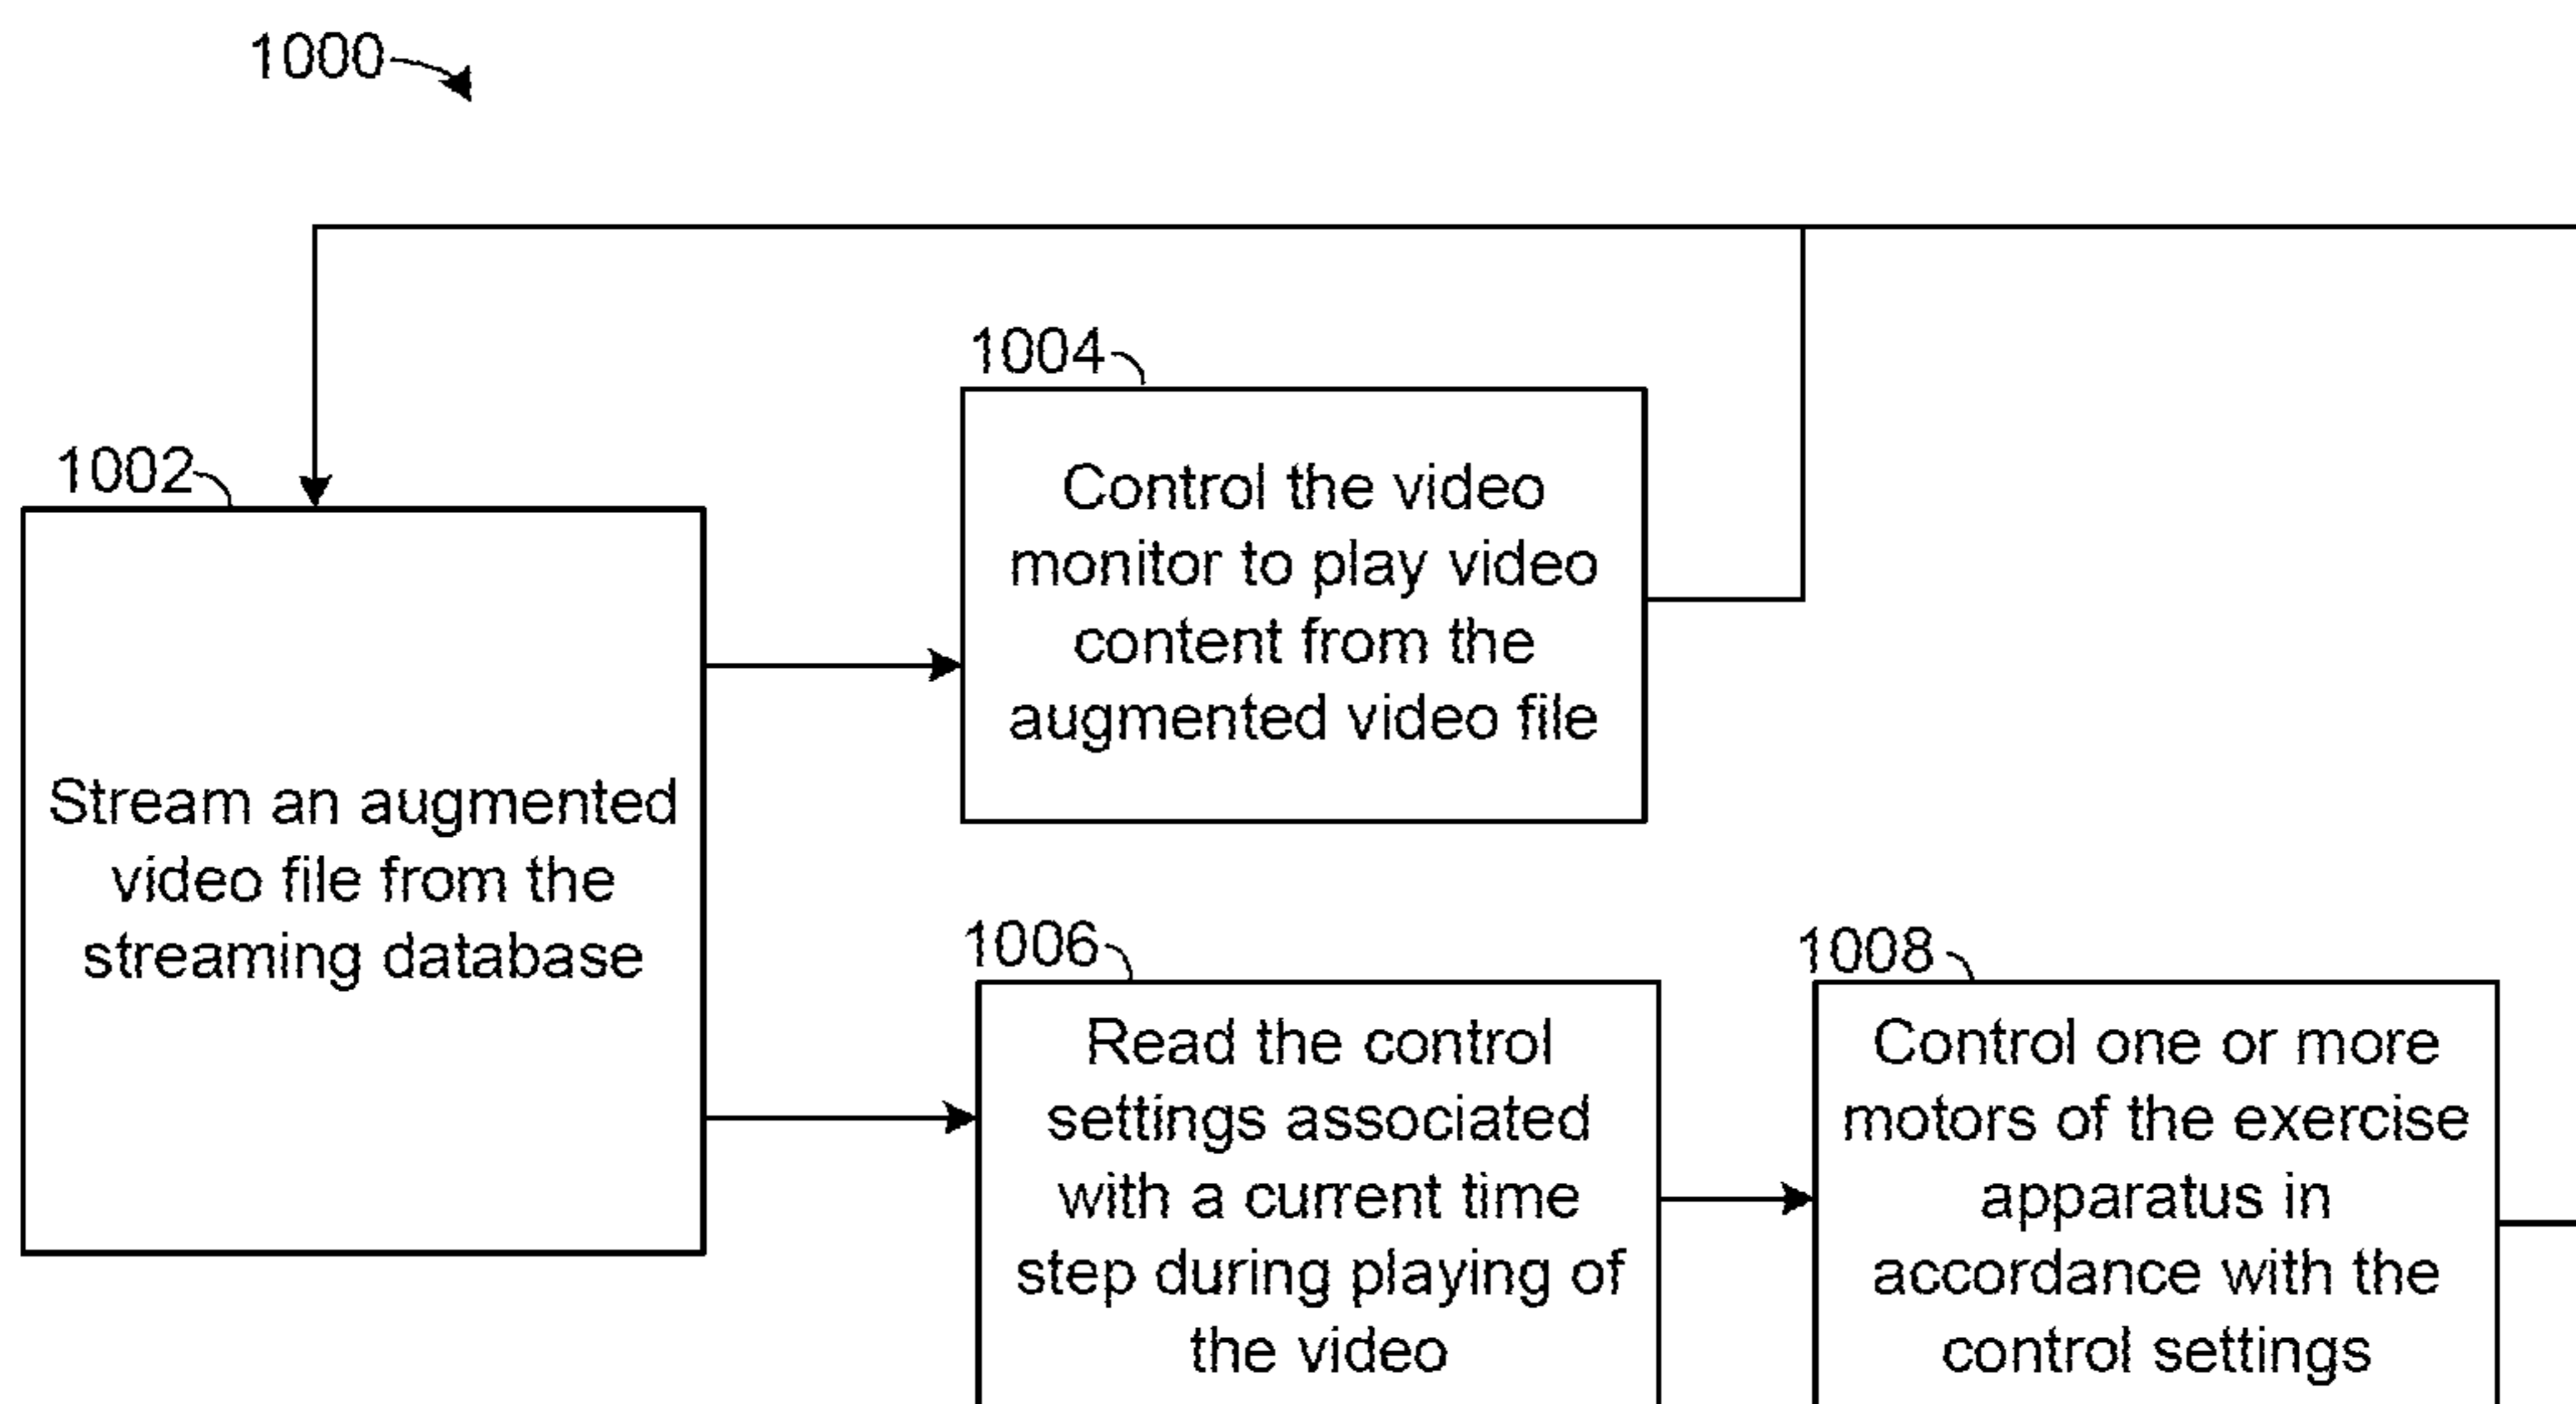 1000
1004
Control the video
monitor to play video
content from the
augmented video file
1002
Stream an augmented
video file from the
streaming database
1006
Read the control
settings associated
with a current time
step during playing of
the video
1008
Control one or more
motors of the exercise
apparatus in
accordance with the
control settings